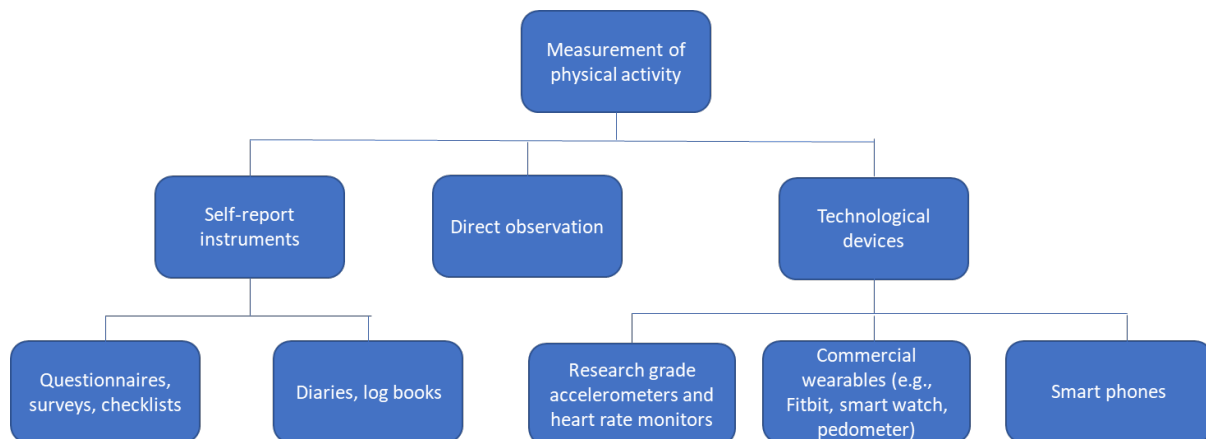 Measurement of
physical activity
Self-report
instruments
Direct observation
Technological
devices
Questionnaires,
surveys, checklists
Diaries, log books
Research grade
accelerometers and
heart rate monitors
Commercial
wearables (e.g.,
Fitbit, smart watch,
pedometer)
Smart phones